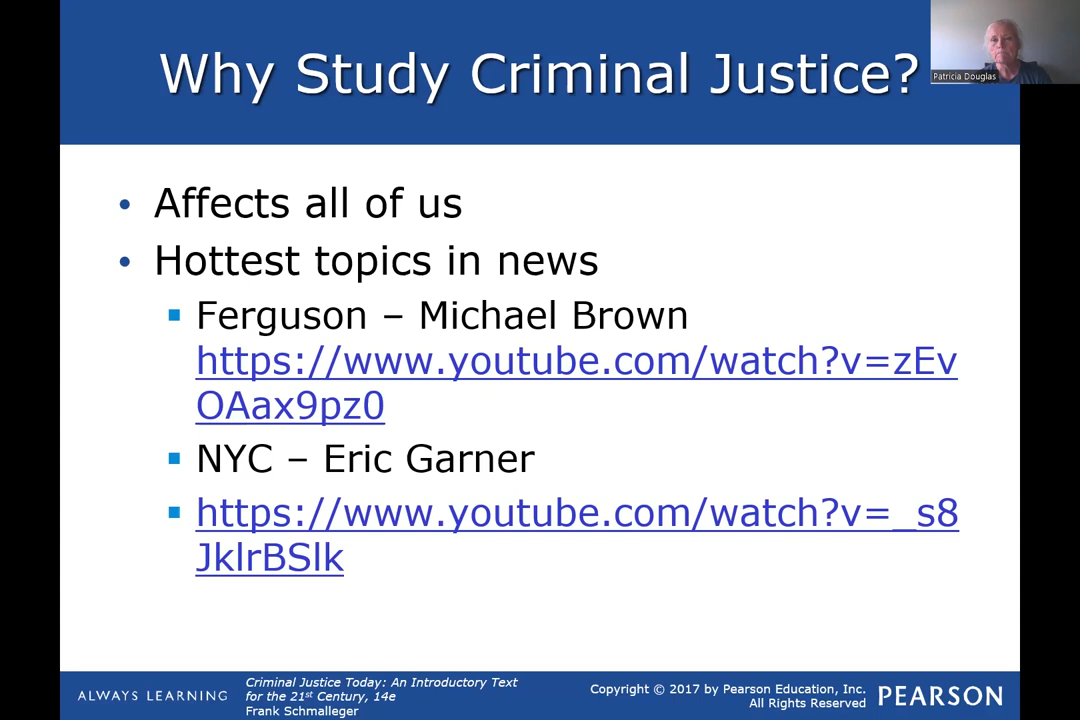 Why Study Criminal Justice?
Patricia Douglas
• Affects all of us
• Hottest topics in news
▪ Ferguson – Michael Brown
https://www.youtube.com/watch?v=zEv
OAax9pz0
▪ NYC – Eric Garner
▪ https://www.youtube.com/watch?v=_s8
JklrBSlk
ALWAYS LEARNING
Criminal Justice Today: An Introductory Text
for the 21st Century, 14e
Frank Schmalleger
Copyright © 2017 by Pearson Education, Inc.
All Rights Reserved
PEARSON